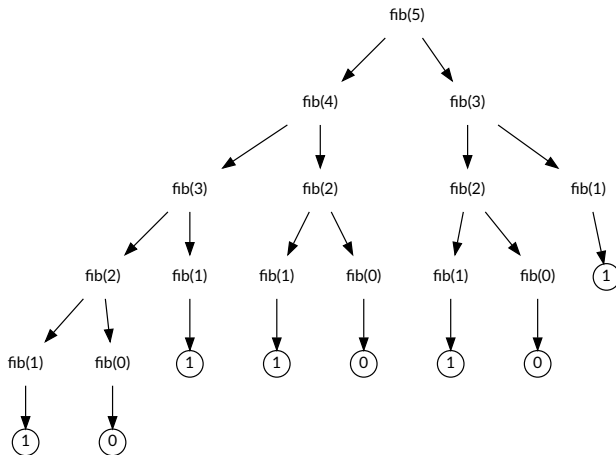 fib(5)
fib(4) fib(3)
fib(3) fib(2) fib(2) fib(1)
fib(2) fib(1) fib(1) fib(0) fib(1) fib(0) 1
fib(1) fib(0) 1 1 0 1 0
1 0